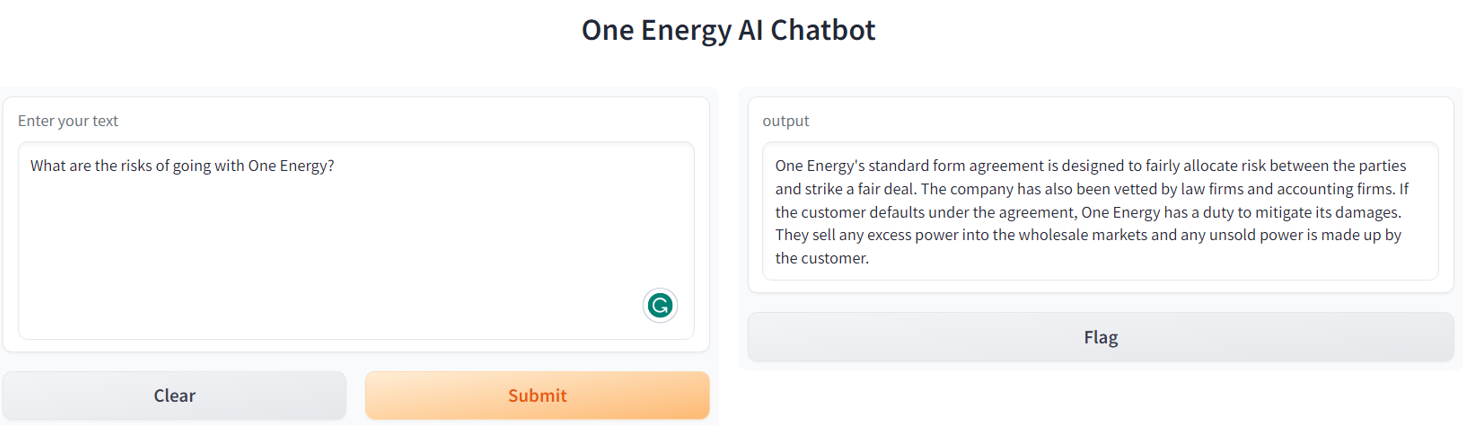 One Energy AI Chatbot
Enter your text
What are the risks of going with One Energy?
Clear
Submit
output
One Energy's standard form agreement is designed to fairly allocate risk between the parties
and strike a fair deal. The company has also been vetted by law firms and accounting firms. If
the customer defaults under the agreement, One Energy has a duty to mitigate its damages.
They sell any excess power into the wholesale markets and any unsold power is made up by
the customer.
Flag